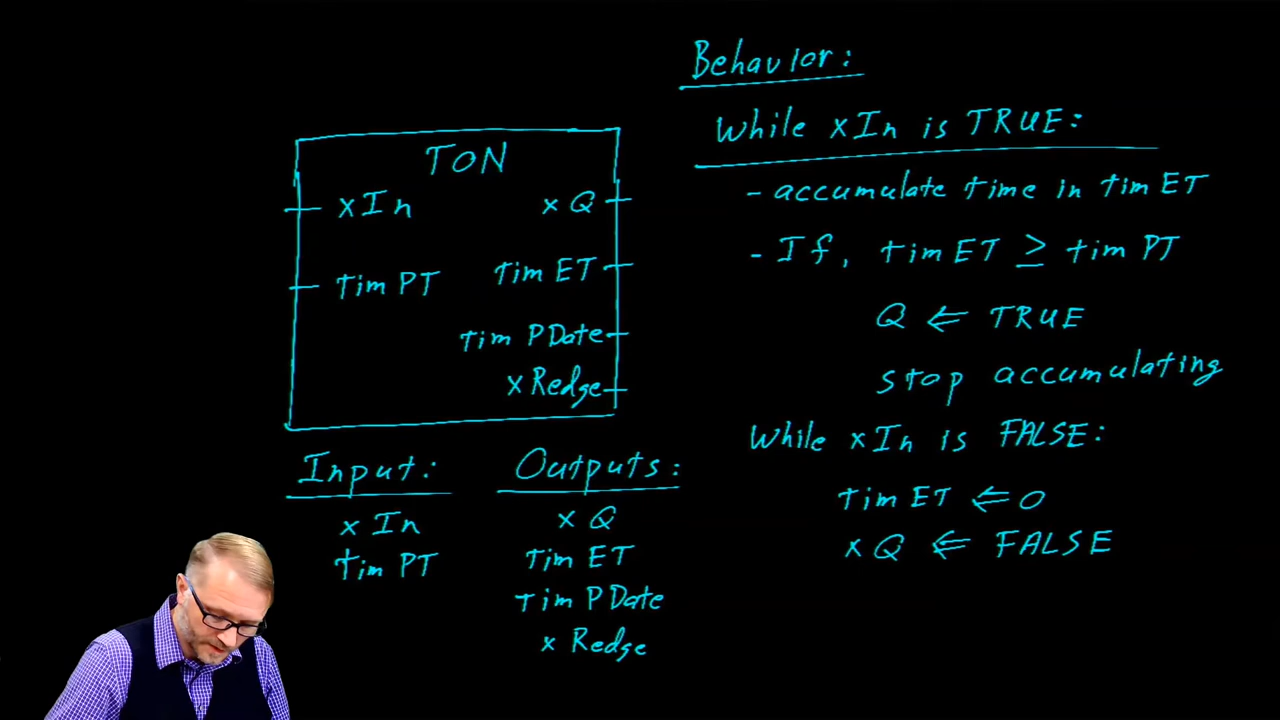 TON
xIn xQ
timPT timET
timPDate
xRedge
Input:
xIn
timPT
Outputs:
xQ
timET
timPDate
xRedge
Behavior:
While xIn is TRUE:
- accumulate time in timET
- If, timET ≥ timPT
Q ⇐ TRUE
stop accumulating
While xIn is FALSE:
timET ⇐ 0
xQ ⇐ FALSE